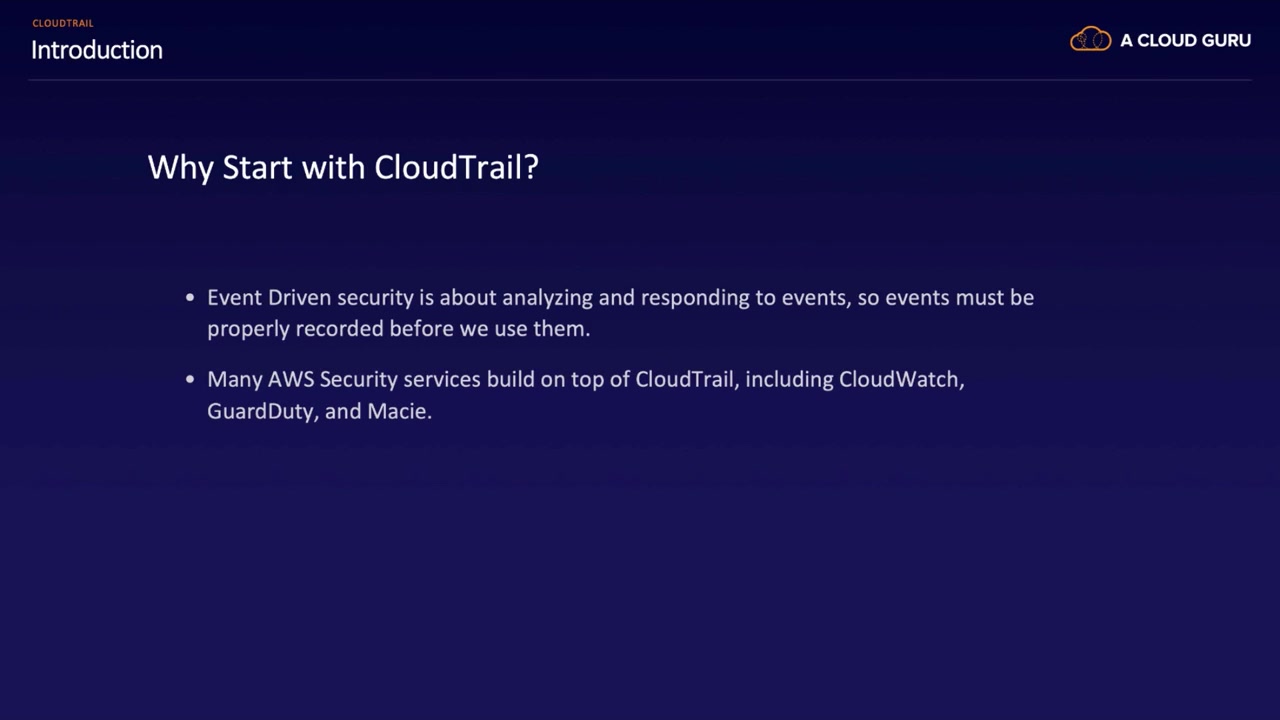 CLOUDTRAIL
Introduction
A CLOUD GURU
Why Start with CloudTrail?
• Event Driven security is about analyzing and responding to events, so events must be
properly recorded before we use them.
• Many AWS Security services build on top of CloudTrail, including CloudWatch,
GuardDuty, and Macie.